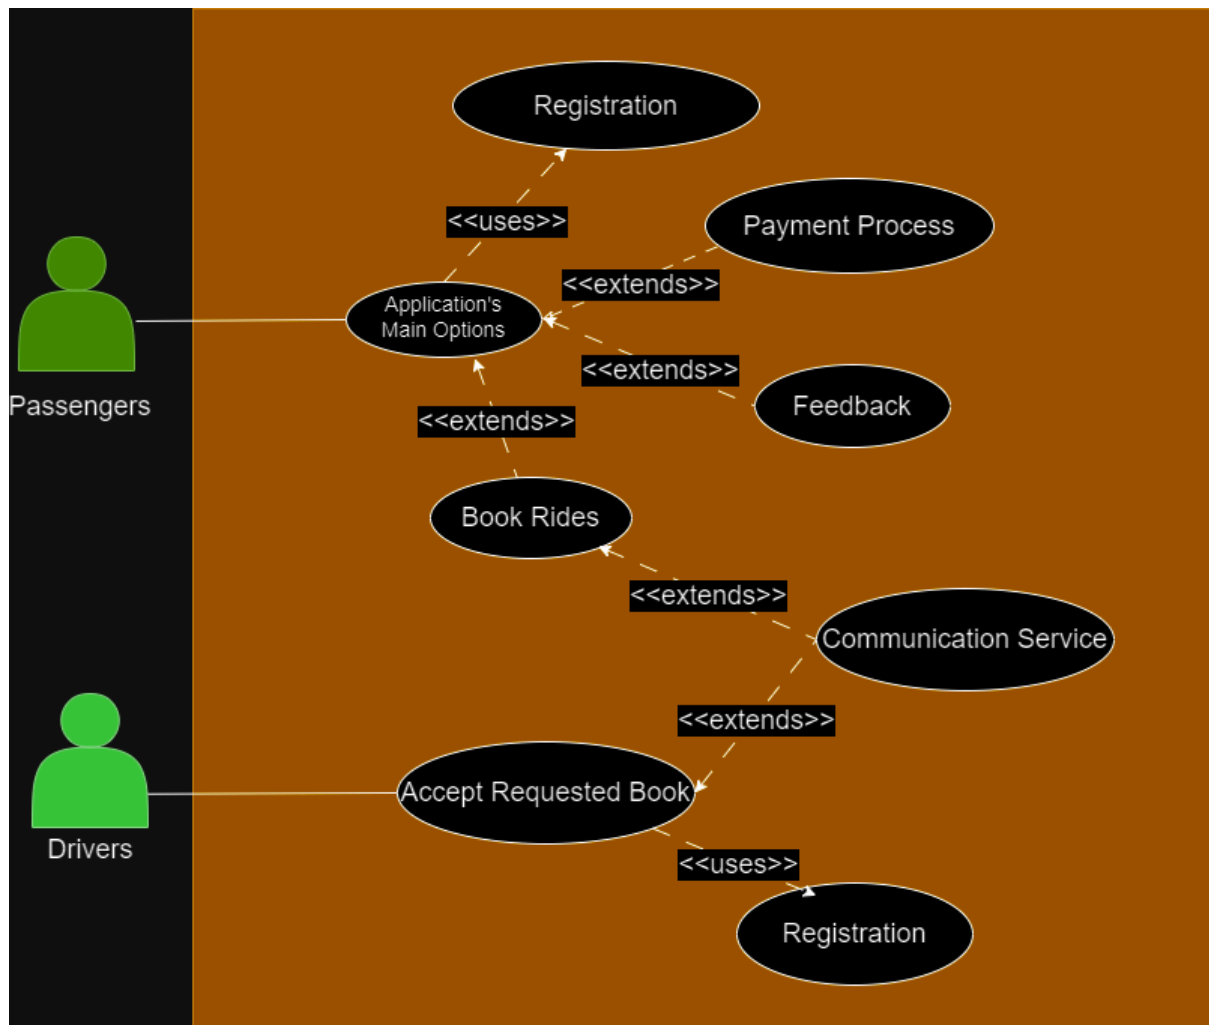 Registration
<<uses>>
Payment Process
<<extends>>
Application's
Main Options
<<extends>>
Passengers
Feedback
<<extends>>
Book Rides
<<extends>>
Communication Service
<<extends>>
Accept Requested Book
Drivers
<<uses>>
Registration